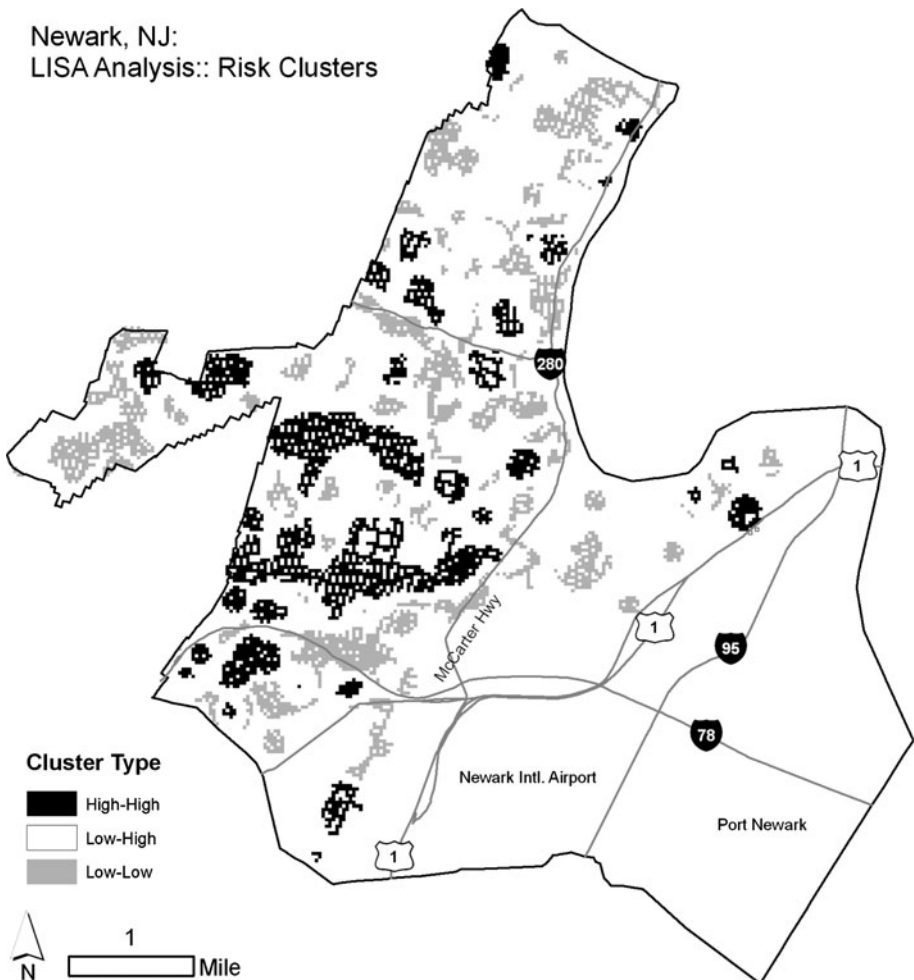 Newark, NJ:
LISA Analysis:: Risk Clusters
280
1
McCarter Hwy
1
95
78
Cluster Type
High-High
Low-High
Low-Low
Newark Intl. Airport
Port Newark
1
1
Mile
N